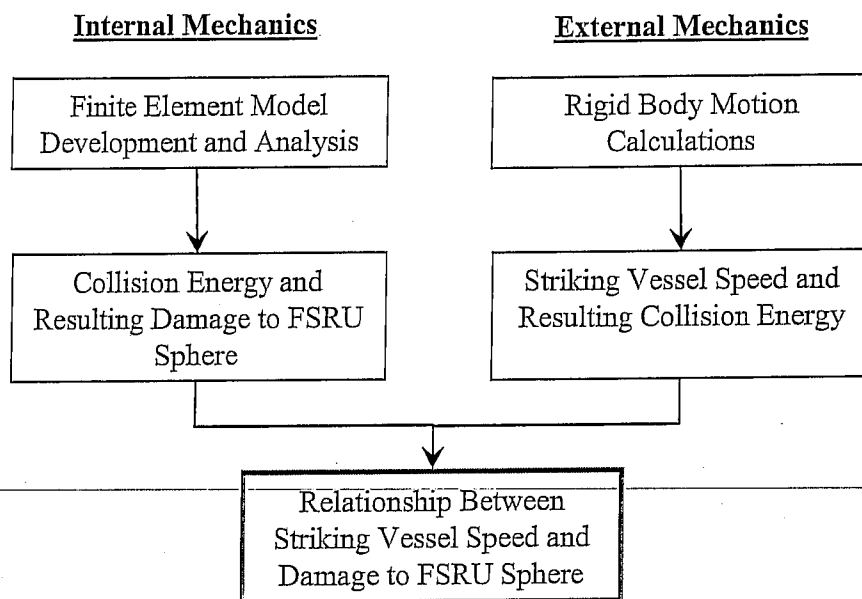 Internal Mechanics
Finite Element Model
Development and Analysis
Collision Energy and
Resulting Damage to FSRU
Sphere
External Mechanics
Rigid Body Motion
Calculations
Striking Vessel Speed and
Resulting Collision Energy
Relationship Between
Striking Vessel Speed and
Damage to FSRU Sphere